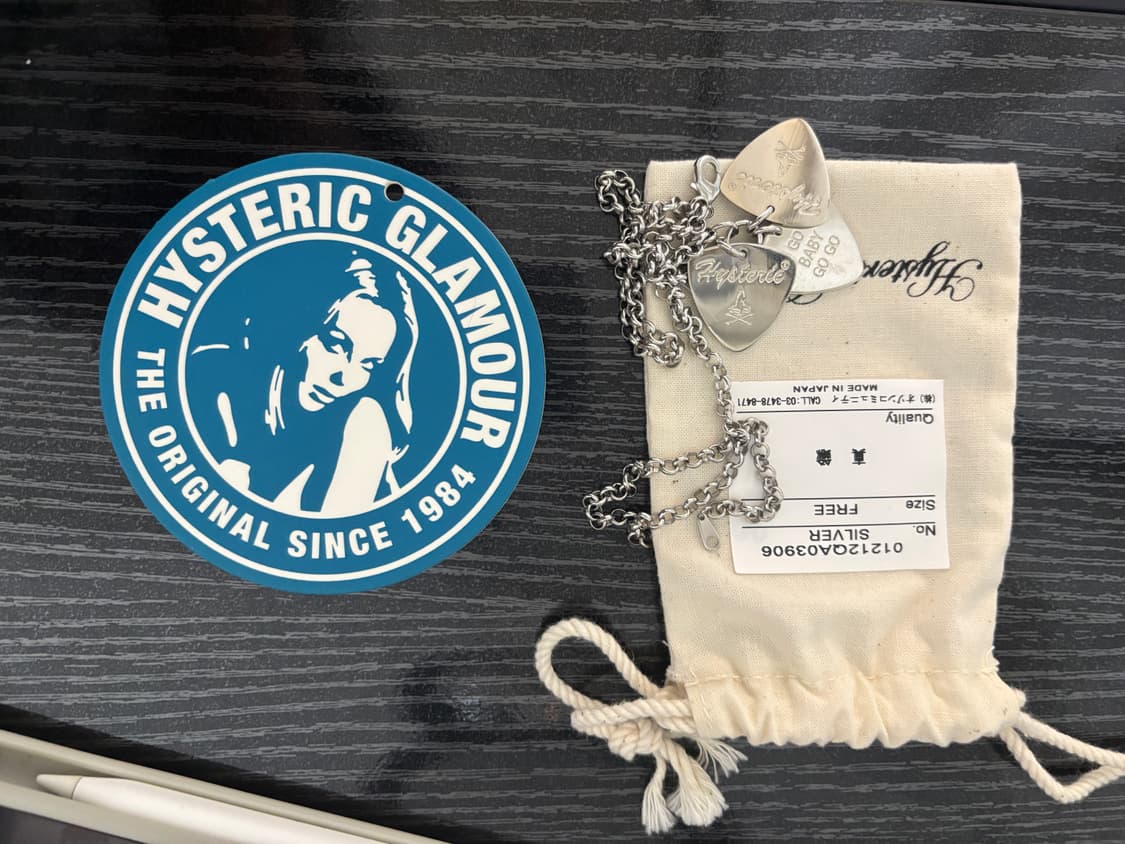 HYSTERIC GLAMOUR
THE ORIGINAL SINCE 1984
Hysteric®
GO
BABY
GO GO
Hysteric®
No. 01212QA03906
SILVER
Size FREE
Quality
真鍮
(株) オゾンコミュニティ CALL:03-3478-8471
MADE IN JAPAN